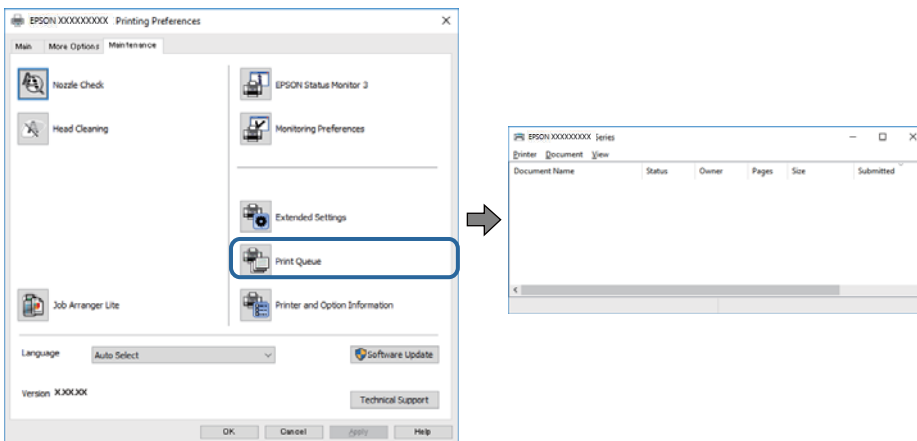 EPSON XXXXXXXXX Printing Preferences
Main More Options Maintenance
Nozzle Check
EPSON Status Monitor 3
Head Cleaning
Monitoring Preferences
Extended Settings
Print Queue
Job Arranger Lite
Printer and Option Information
Language Auto Select
Software Update
Version X.XX.XX
Technical Support
OK Cancel Apply Help
EPSON XXXXXXXXX Series
Printer Document View
Document Name Status Owner Pages Size Submitted